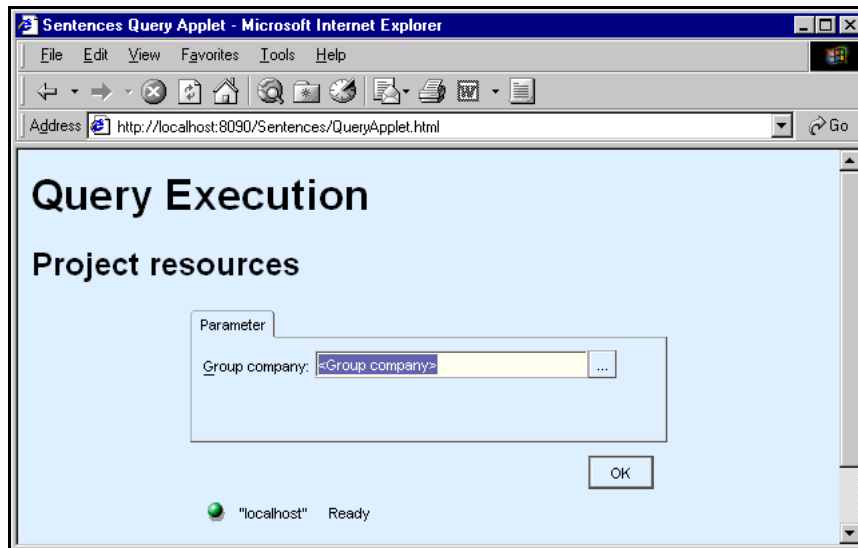 Sentences Query Applet - Microsoft Internet Explorer
File Edit View Favorites Tools Help
Address http://localhost:8090/Sentences/QueryApplet.html Go
Query Execution
Project resources
Parameter
Group company: <Group company> ...
OK
"localhost" Ready